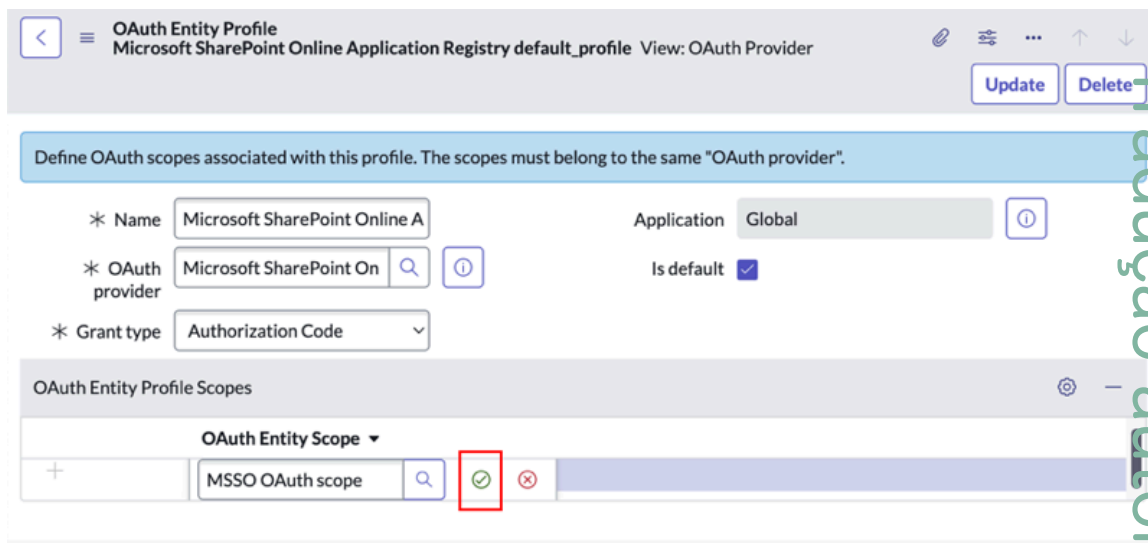 OAuth Entity Profile
Microsoft SharePoint Online Application Registry default_profile View: OAuth Provider
Update
Delete
Define OAuth scopes associated with this profile. The scopes must belong to the same "OAuth provider".
Name
Microsoft SharePoint Online A
Application
Global
OAuth provider
Microsoft SharePoint On
Is default
Grant type
Authorization Code
OAuth Entity Profile Scopes
OAuth Entity Scope
MSSO OAuth scope